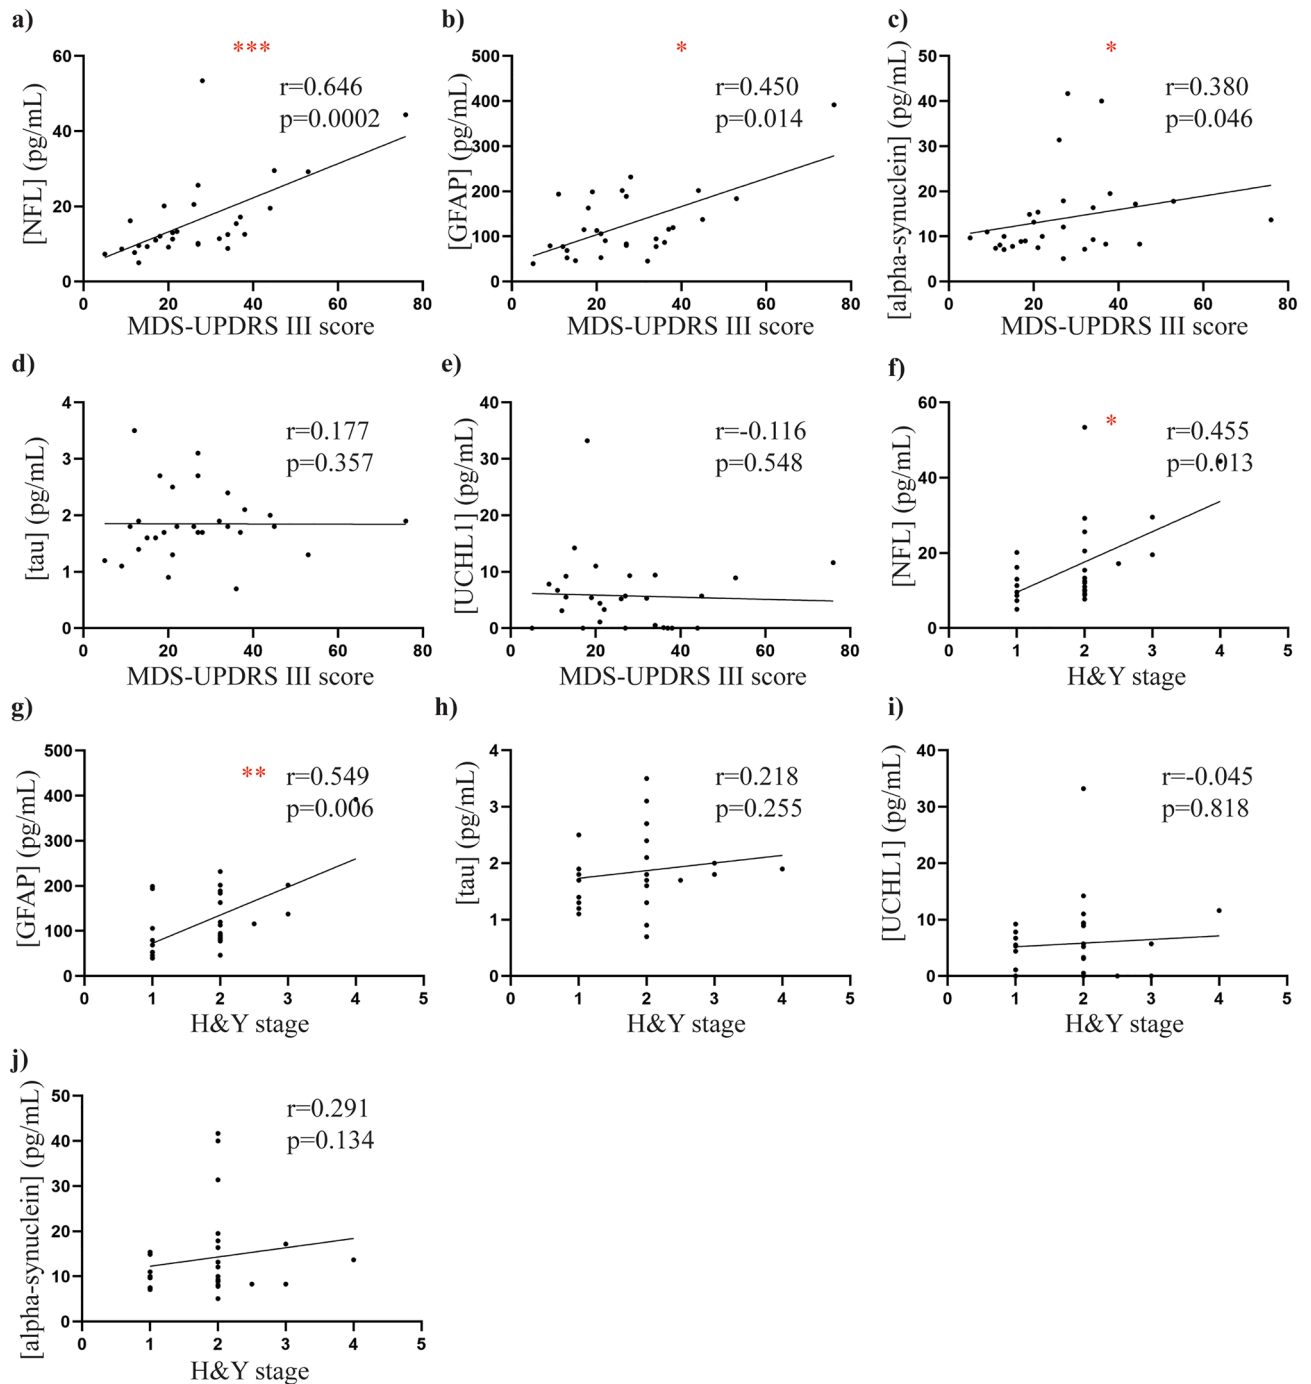 a)
***
r=0.646
p=0.0002
[NFL] (pg/mL)
60
40
20
0
0 20 40 60 80
MDS-UPDRS III score
b)
*
r=0.450
p=0.014
[GFAP] (pg/mL)
500
400
300
200
100
0
0 20 40 60 80
MDS-UPDRS III score
c)
*
r=0.380
p=0.046
[alpha-synuclein] (pg/mL)
50
40
30
20
10
0
0 20 40 60 80
MDS-UPDRS III score
d)
r=0.177
p=0.357
[tau] (pg/mL)
4
3
2
1
0
0 20 40 60 80
MDS-UPDRS III score
e)
r=-0.116
p=0.548
[UCHL1] (pg/mL)
40
30
20
10
0
0 20 40 60 80
MDS-UPDRS III score
f)
*
r=0.455
p=0.013
[NFL] (pg/mL)
60
40
20
0
0 1 2 3 4 5
H&Y stage
g)
**
r=0.549
p=0.006
[GFAP] (pg/mL)
500
400
300
200
100
0
0 1 2 3 4 5
H&Y stage
h)
r=0.218
p=0.255
[tau] (pg/mL)
4
3
2
1
0
0 1 2 3 4 5
H&Y stage
i)
r=-0.045
p=0.818
[UCHL1] (pg/mL)
40
30
20
10
0
0 1 2 3 4 5
H&Y stage
j)
r=0.291
p=0.134
[alpha-synuclein] (pg/mL)
50
40
30
20
10
0
0 1 2 3 4 5
H&Y stage